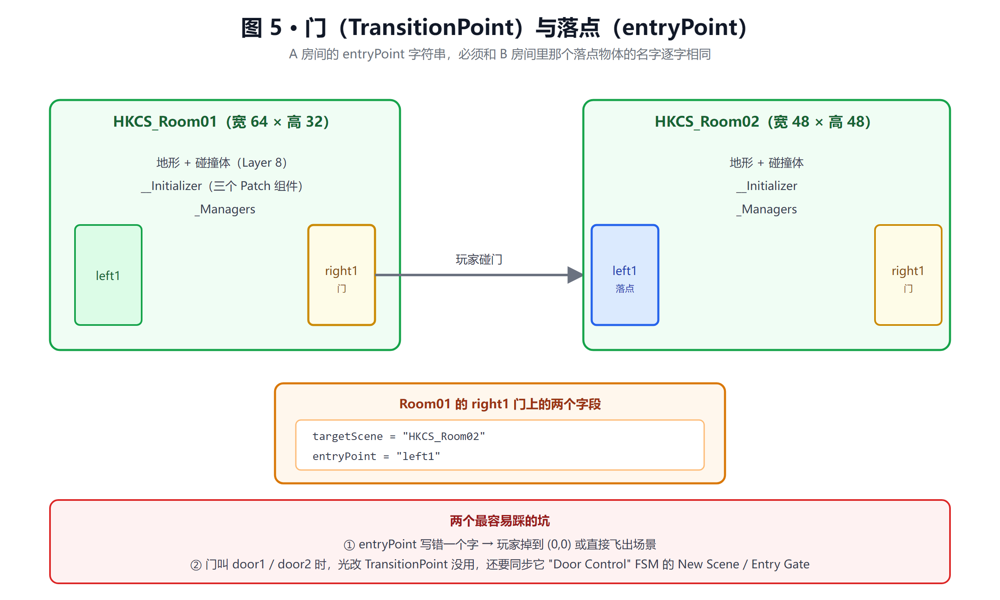 图 5 · 门（TransitionPoint）与落点（entryPoint）
A 房间的 entryPoint 字符串，必须和 B 房间里那个落点物体的名字逐字相同
HKCS_Room01（宽 64 × 高 32）
地形 + 碰撞体（Layer 8）
__Initializer（三个 Patch 组件）
_Managers
left1
right1
门
玩家碰门
HKCS_Room02（宽 48 × 高 48）
地形 + 碰撞体
__Initializer
_Managers
left1
落点
right1
门
Room01 的 right1 门上的两个字段
targetScene = "HKCS_Room02"
entryPoint = "left1"
两个最容易踩的坑
① entryPoint 写错一个字 → 玩家掉到 (0,0) 或直接飞出场景
② 门叫 door1 / door2 时，光改 TransitionPoint 没用，还要同步它 "Door Control" FSM 的 New Scene / Entry Gate